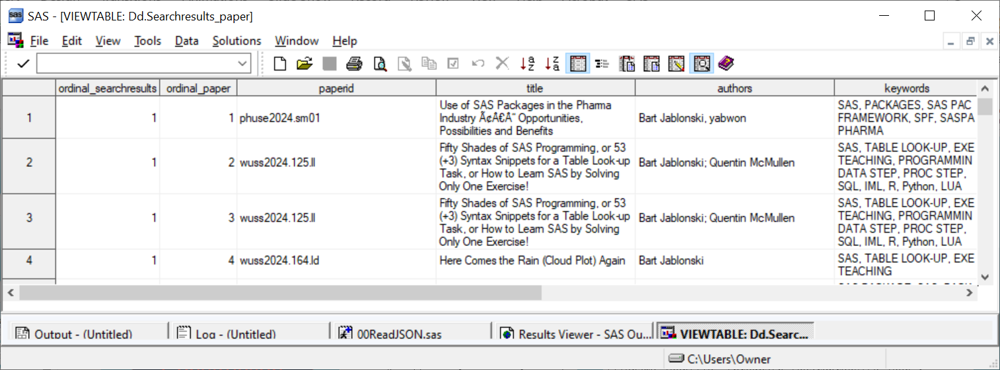 SAS - [VIEWTABLE: Dd.Searchresults_paper]
File Edit View Tools Data Solutions Window Help
ordinal_searchresults ordinal_paper paperid title authors keywords
1 1 1 phuse2024.sm01 Use of SAS Packages in the Pharma Industry Ã¢Â€Â¯ Opportunities, Possibilities and Benefits Bart Jablonski, yabwon SAS, PACKAGES, SAS PAC FRAMEWORK, SPF, SASPA PHARMA
2 1 2 wuss2024.125.ll Fifty Shades of SAS Programming, or 53 (+3) Syntax Snippets for a Table Look-up Task, or How to Learn SAS by Solving Only One Exercise! Bart Jablonski; Quentin McMullen SAS, TABLE LOOK-UP, EXE TEACHING, PROGRAMMIN DATA STEP, PROC STEP, SQL, IML, R, Python, LUA
3 1 3 wuss2024.125.ll Fifty Shades of SAS Programming, or 53 (+3) Syntax Snippets for a Table Look-up Task, or How to Learn SAS by Solving Only One Exercise! Bart Jablonski; Quentin McMullen SAS, TABLE LOOK-UP, EXE TEACHING, PROGRAMMIN DATA STEP, PROC STEP, SQL, IML, R, Python, LUA
4 1 4 wuss2024.164.ld Here Comes the Rain (Cloud Plot) Again Bart Jablonski SAS, TABLE LOOK-UP, EXE TEACHING
Output - (Untitled) Log - (Untitled) 00ReadJSON.sas Results Viewer - SAS Ou... VIEWTABLE: Dd.Searc...
C:\Users\Owner